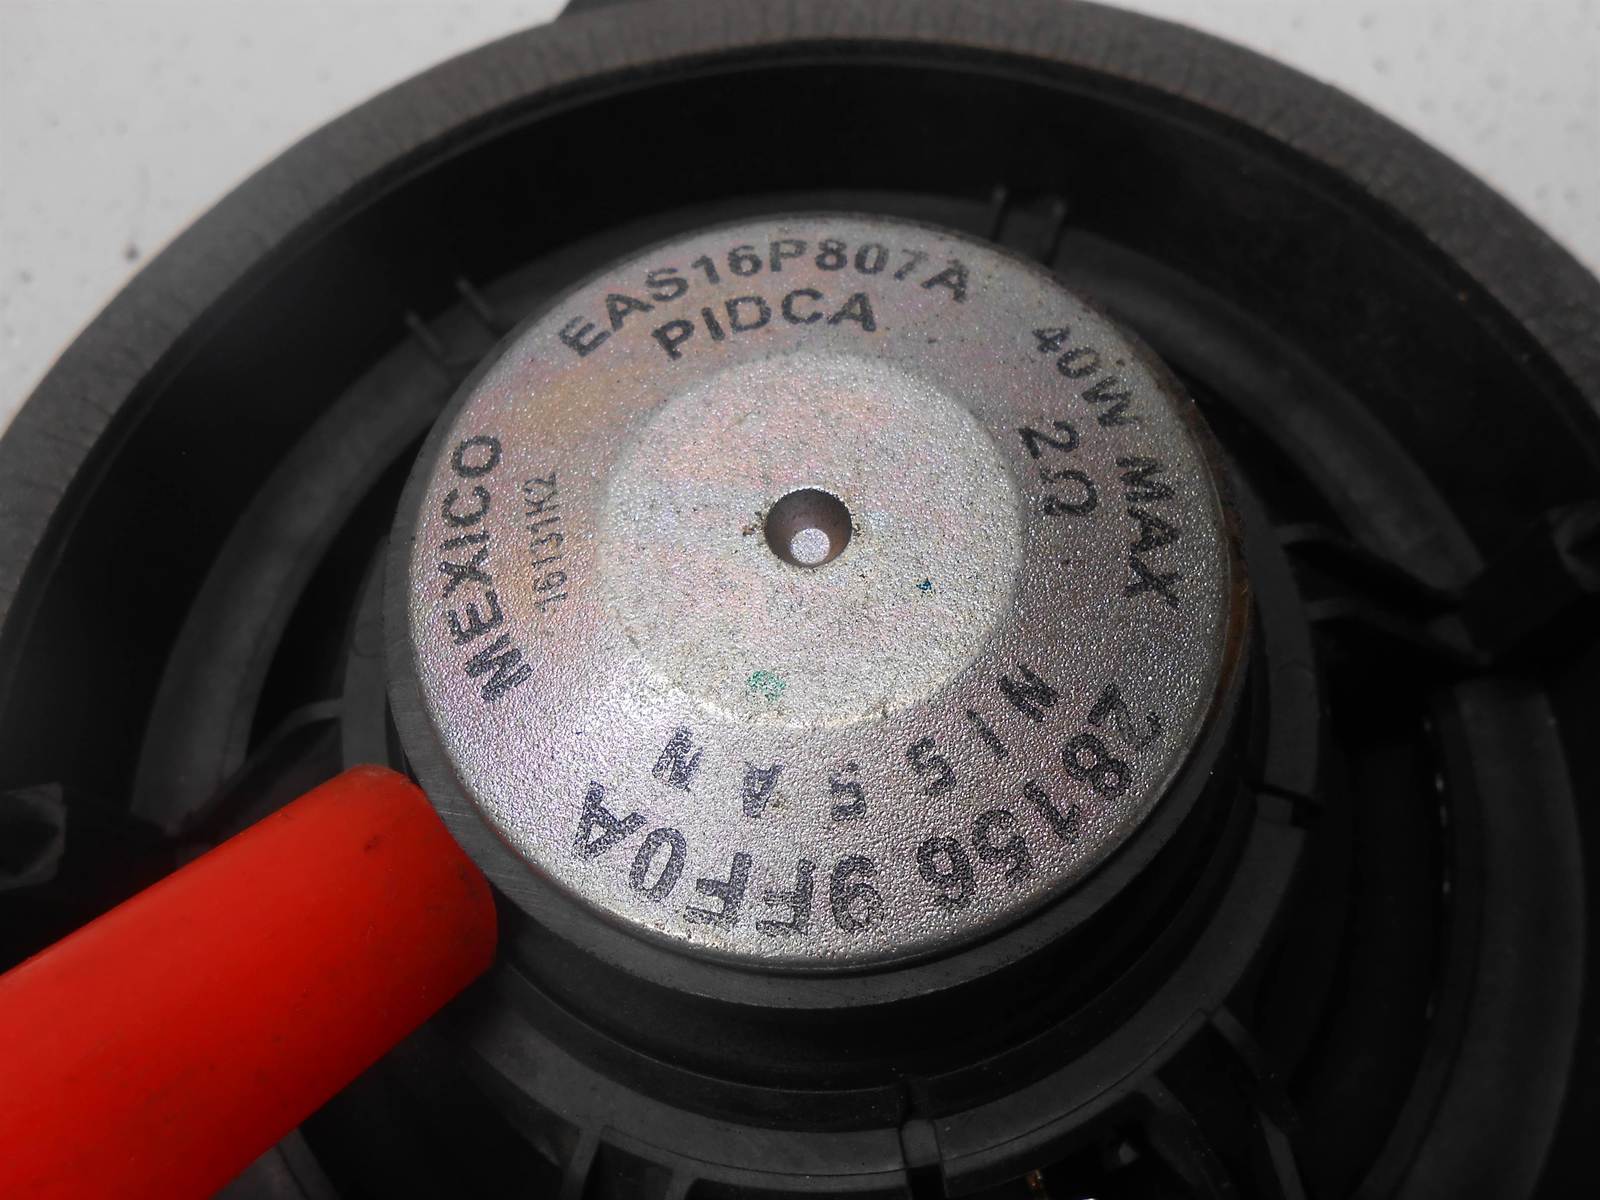 EAS16P807A
PIDCA
40W MAX
2Ω
MEXICO
16131K2
NISSAN
28156 9FF0A